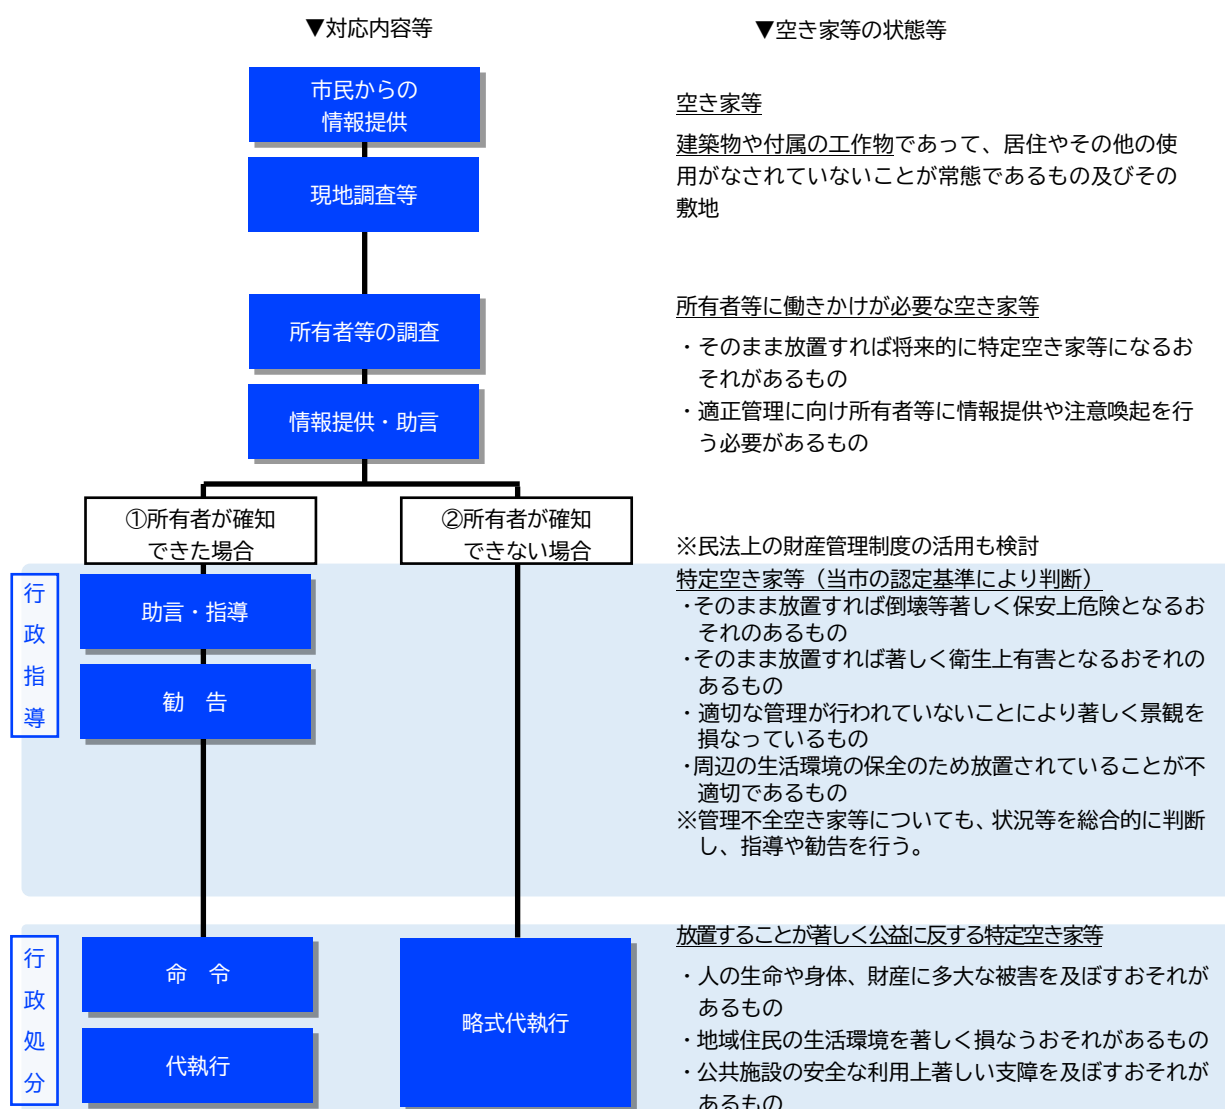 ▼対応内容等
▼空き家等の状態等
市民からの
情報提供
現地調査等
空き家等
建築物や付属の工作物であって、居住やその他の使
用がなされていないことが常態であるもの及びその
敷地
所有者等の調査
情報提供・助言
所有者等に働きかけが必要な空き家等
・そのまま放置すれば将来的に特定空き家等になるお
それがあるもの
・適正管理に向け所有者等に情報提供や注意喚起を行
う必要があるもの
①所有者が確知
できた場合
②所有者が確知
できない場合
※民法上の財産管理制度の活用も検討
行政指導
助言・指導
勧　告
特定空き家等（当市の認定基準により判断）
・そのまま放置すれば倒壊等著しく保安上危険となるお
それのあるもの
・そのまま放置すれば著しく衛生上有害となるおそれの
あるもの
・適切な管理が行われていないことにより著しく景観を
損なっているもの
・周辺の生活環境の保全のため放置されていることが不
適切であるもの
※管理不全空き家等についても、状況等を総合的に判断
し、指導や勧告を行う。
行政処分
命　令
代執行
略式代執行
放置することが著しく公益に反する特定空き家等
・人の生命や身体、財産に多大な被害を及ぼすおそれが
あるもの
・地域住民の生活環境を著しく損なうおそれがあるもの
・公共施設の安全な利用上著しい支障を及ぼすおそれが
あるもの